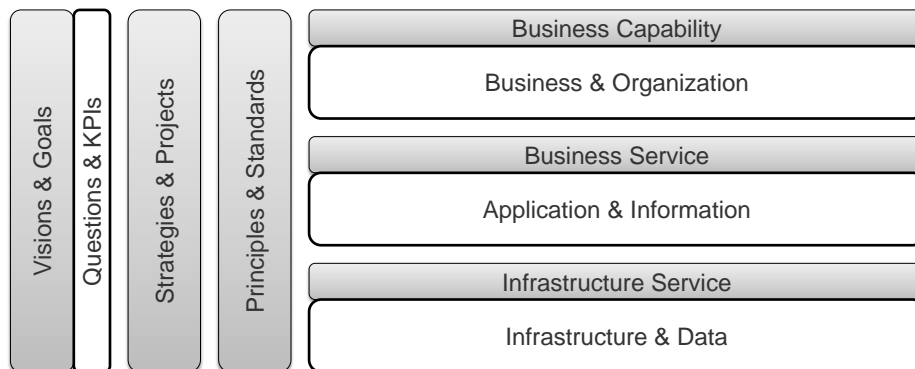 Visions & Goals
Questions & KPIs
Strategies & Projects
Principles & Standards
Business Capability
Business & Organization
Business Service
Application & Information
Infrastructure Service
Infrastructure & Data